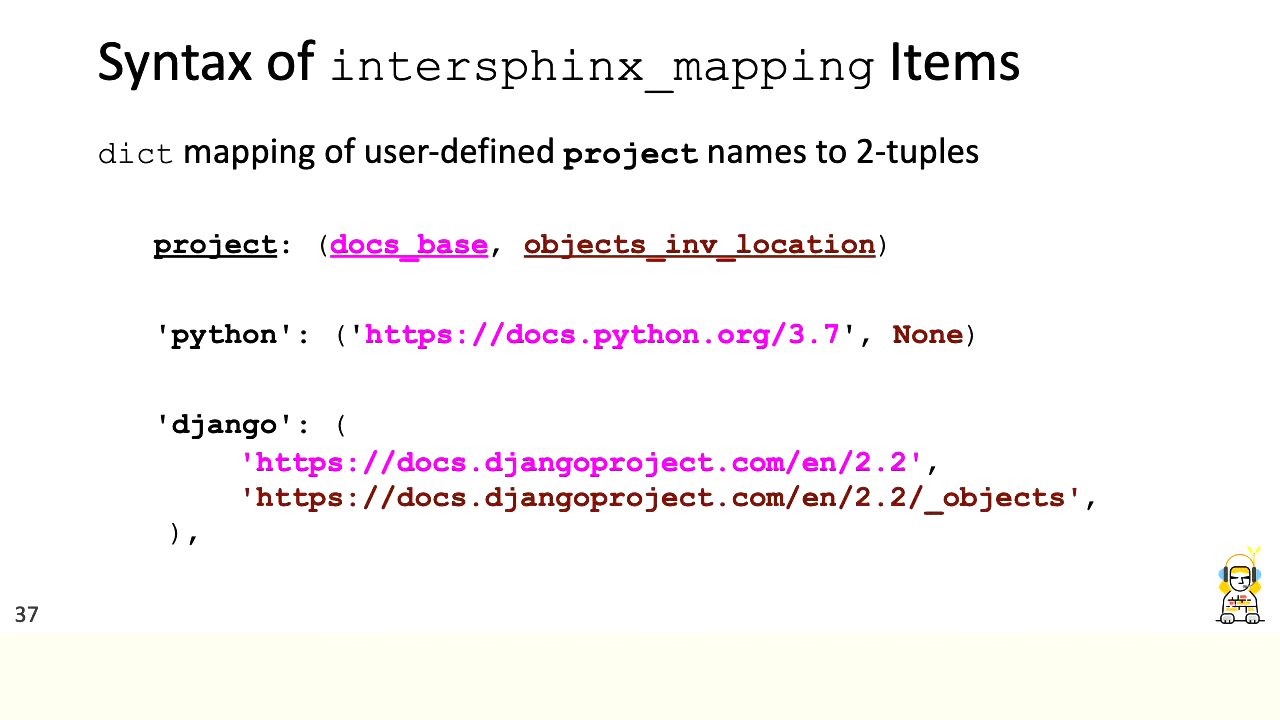 Syntax of intersphinx_mapping Items
dict mapping of user-defined project names to 2-tuples
project: (docs_base, objects_inv_location)
'python': ('https://docs.python.org/3.7', None)
'django': (
'https://docs.djangoproject.com/en/2.2',
'https://docs.djangoproject.com/en/2.2/_objects',
),
37